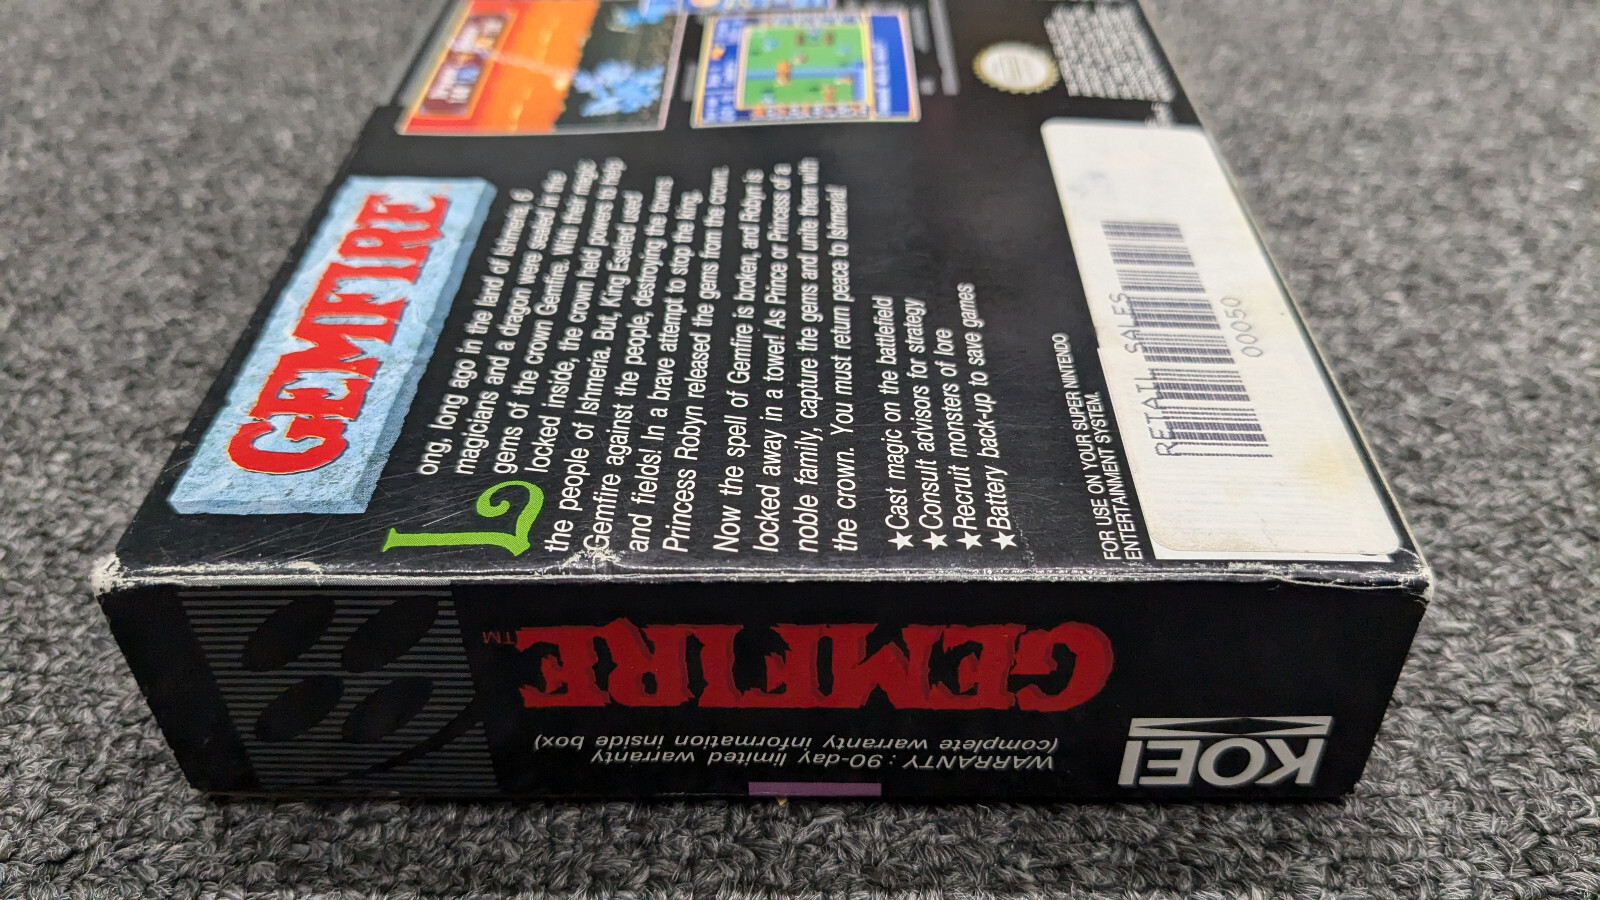 GEMFIRE
Long, long ago in the land of Ishmeria, 6
magicians and a dragon were sealed in the
gems of the crown Gemfire. With their magic
locked inside, the crown held powers to help
the people of Ishmeria. But, King Eselred used
Gemfire against the people, destroying the towns
and fields! In a brave attempt to stop the king,
Princess Robyn released the gems from the crown.
Now the spell of Gemfire is broken, and Robyn is
locked away in a tower! As Prince or Princess of a
noble family, capture the gems and unite them with
the crown. You must return peace to Ishmeria!
★Cast magic on the battlefield
★Consult advisors for strategy
★Recruit monsters of lore
★Battery back-up to save games
FOR USE ON YOUR SUPER NINTENDO
ENTERTAINMENT SYSTEM.
RETAIL SALES
00050
KOEI
WARRANTY : 90-day limited warranty
(complete warranty information inside box)
GEMFIRE™